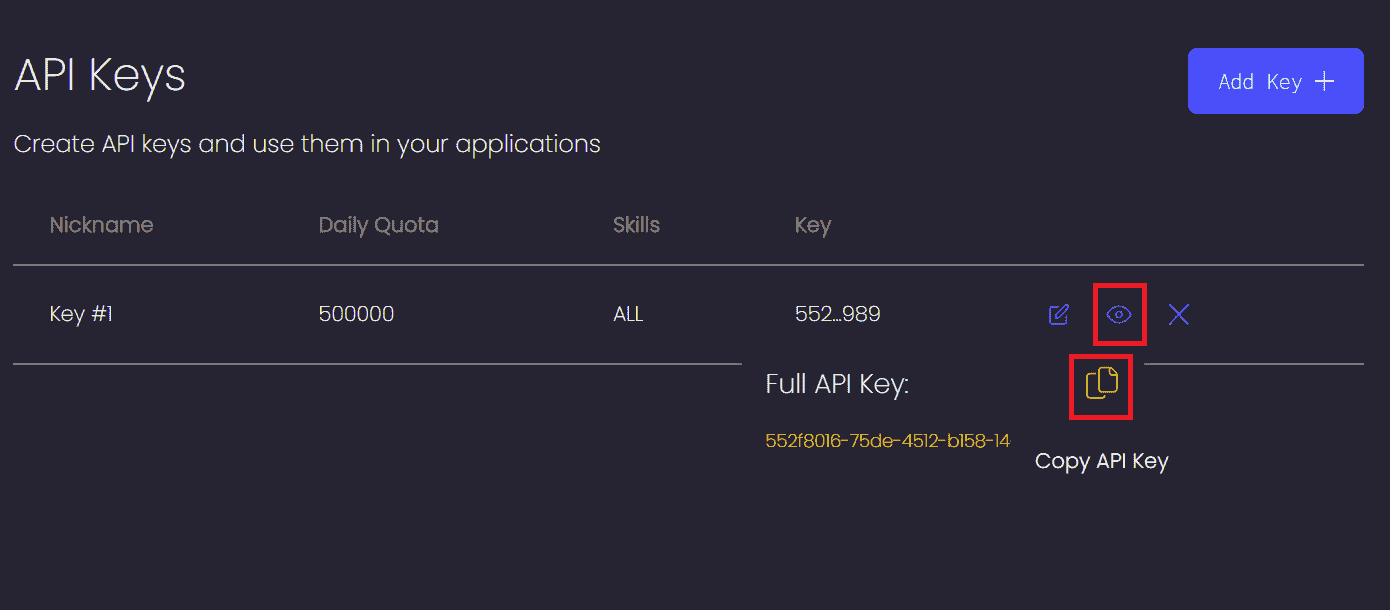 API Keys
Add Key
Create API keys and use them in your applications
Nickname Daily Quota Skills Key
Key #1 500000 ALL 552...989
Full API Key:
552f8016-75de-4512-b158-14
Copy API Key